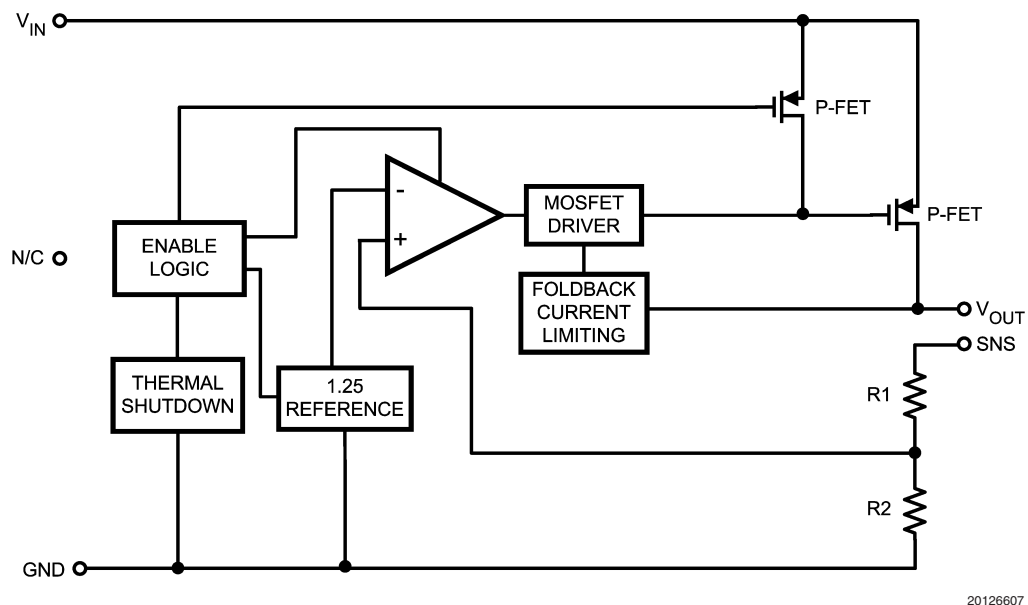 VIN
P-FET
P-FET
-
+
MOSFET
DRIVER
ENABLE
LOGIC
N/C
FOLDBACK
CURRENT
LIMITING
VOUT
SNS
THERMAL
SHUTDOWN
1.25
REFERENCE
R1
R2
GND
20126607